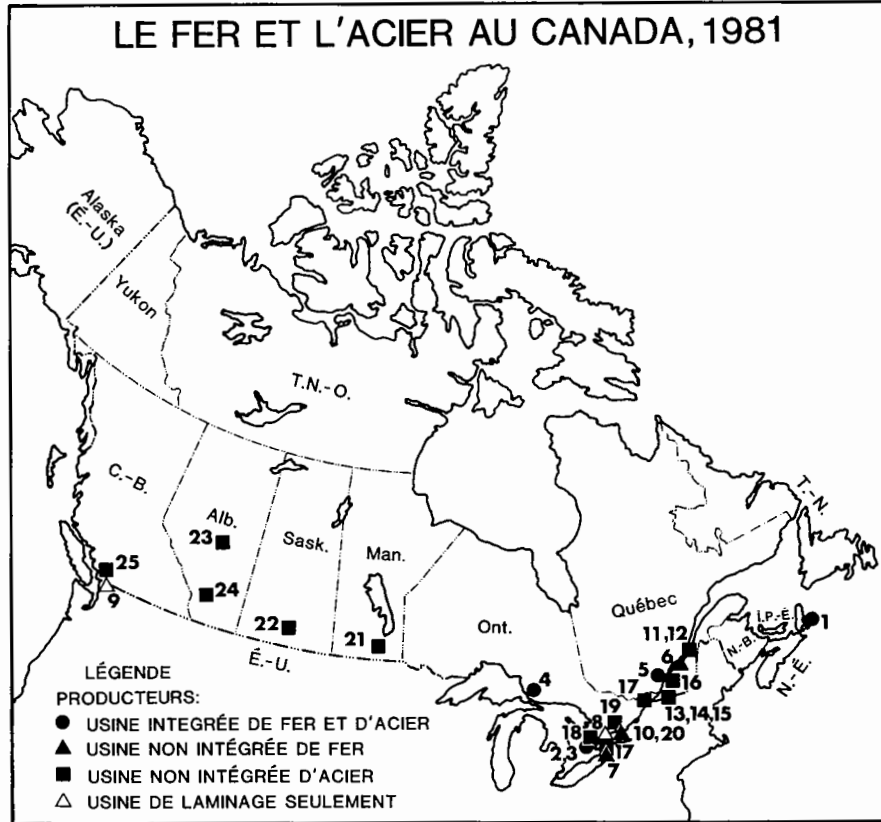 LE FER ET L'ACIER AU CANADA, 1981
Alaska
(É.-U.)
Yukon
T.N.-O.
C.-B.
Alb.
Sask.
Man.
Ont.
Québec
T.-N.
Î.P.-É.
N.-B.
N.-É.
É.-U.
23
24
25
9
22
21
4
11,12
6
5
16
17
13,14,15
1
19
8
18
10,20
2,3
17
7
LÉGENDE
PRODUCTEURS:
USINE INTEGRÉE DE FER ET D'ACIER
USINE NON INTÉGRÉE DE FER
USINE NON INTÉGRÉE D'ACIER
USINE DE LAMINAGE SEULEMENT